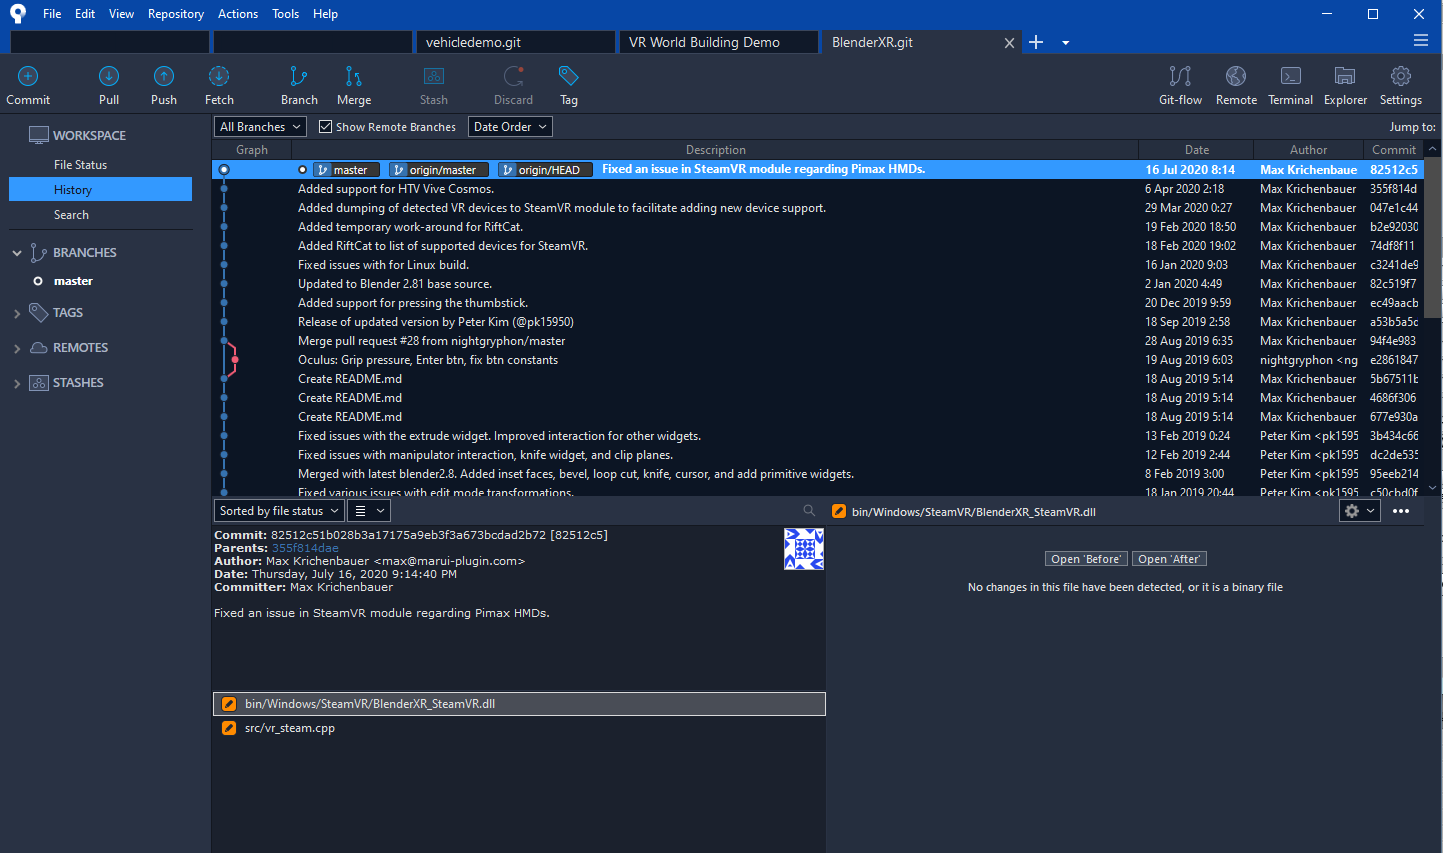 File Edit View Repository Actions Tools Help
vehicledemo.git VR World Building Demo BlenderXR.git
Commit Pull Push Fetch Branch Merge Stash Discard Tag Git-flow Remote Terminal Explorer Settings
WORKSPACE
File Status
History
Search
BRANCHES
master
TAGS
REMOTES
STASHES
All Branches Show Remote Branches Date Order Jump to:
Graph Description Date Author Commit
master origin/master origin/HEAD Fixed an issue in SteamVR module regarding Pimax HMDs. 16 Jul 2020 8:14 Max Krichenbaue 82512c5
Added support for HTV Vive Cosmos. 6 Apr 2020 2:18 Max Krichenbauer 355f814d
Added dumping of detected VR devices to SteamVR module to facilitate adding new device support. 29 Mar 2020 0:27 Max Krichenbauer 047e1c44
Added temporary work-around for RiftCat. 19 Feb 2020 18:50 Max Krichenbauer b2e92030
Added RiftCat to list of supported devices for SteamVR. 18 Feb 2020 19:02 Max Krichenbauer 74df8f11
Fixed issues with for Linux build. 16 Jan 2020 9:03 Max Krichenbauer c3241de9
Updated to Blender 2.81 base source. 2 Jan 2020 4:49 Max Krichenbauer 82c519f7
Added support for pressing the thumbstick. 20 Dec 2019 9:59 Max Krichenbauer ec49aacb
Release of updated version by Peter Kim (@pk15950) 18 Sep 2019 2:58 Max Krichenbauer a53b5a5d
Merge pull request #28 from nightgryphon/master 28 Aug 2019 6:35 Max Krichenbauer 94f4e983
Oculus: Grip pressure, Enter btn, fix btn constants 19 Aug 2019 6:03 nightgryphon <ng e2861847
Create README.md 18 Aug 2019 5:14 Max Krichenbauer 5b67511b
Create README.md 18 Aug 2019 5:14 Max Krichenbauer 4686f306
Create README.md 18 Aug 2019 5:14 Max Krichenbauer 677e930a
Fixed issues with the extrude widget. Improved interaction for other widgets. 13 Feb 2019 0:24 Peter Kim <pk1595 3b434c66
Fixed issues with manipulator interaction, knife widget, and clip planes. 12 Feb 2019 2:44 Peter Kim <pk1595 dc2de535
Merged with latest blender2.8. Added inset faces, bevel, loop cut, knife, cursor, and add primitive widgets. 8 Feb 2019 3:00 Peter Kim <pk1595 95eeb214
Fixed various issues with edit mode transformations. 18 Jan 2019 20:44 Peter Kim <pk1595 c50cbd0f
Sorted by file status
bin/Windows/SteamVR/BlenderXR_SteamVR.dll
Commit: 82512c51b028b3a17175a9eb3f3a673bcdad2b72 [82512c5]
Parents: 355f814dae
Author: Max Krichenbauer <max@marui-plugin.com>
Date: Thursday, July 16, 2020 9:14:40 PM
Committer: Max Krichenbauer
Fixed an issue in SteamVR module regarding Pimax HMDs.
Open 'Before' Open 'After'
No changes in this file have been detected, or it is a binary file
bin/Windows/SteamVR/BlenderXR_SteamVR.dll
src/vr_steam.cpp